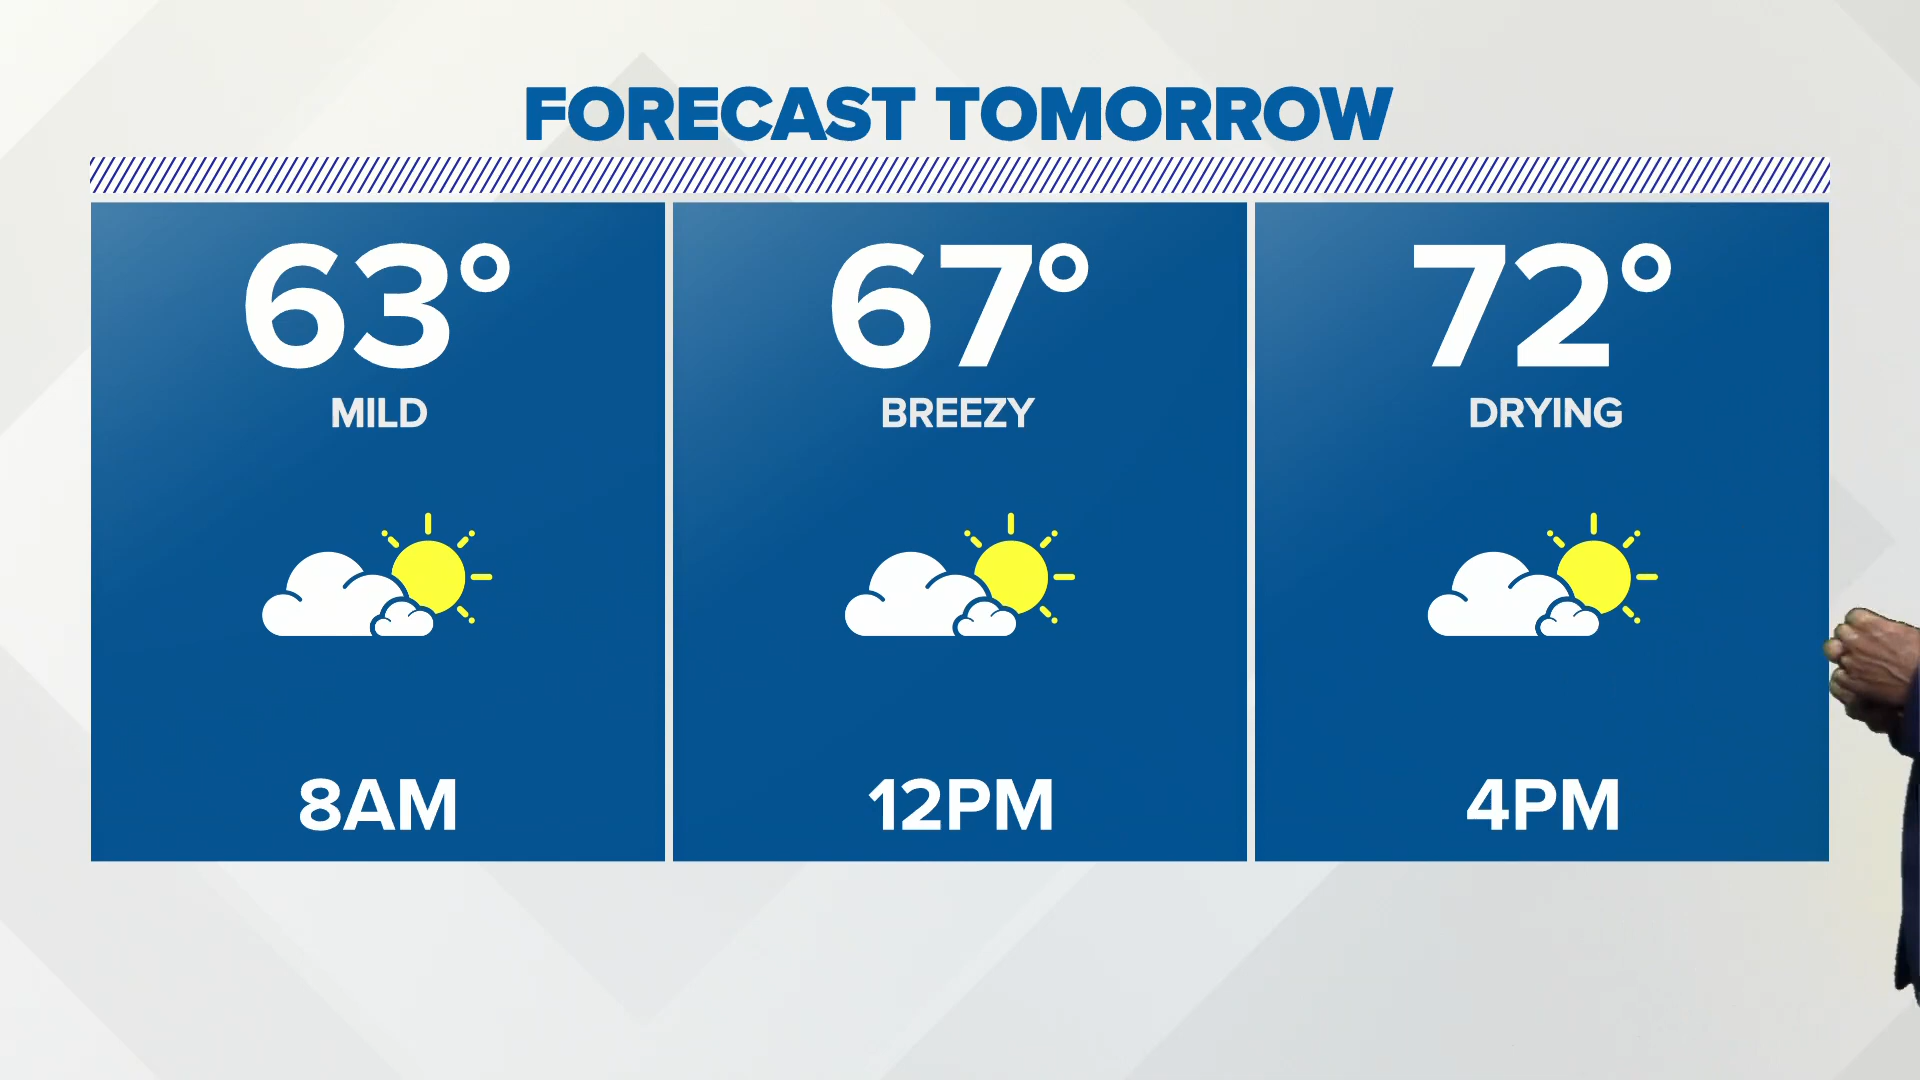 FORECAST TOMORROW
63°
MILD
8AM
67°
BREEZY
12PM
72°
DRYING
4PM